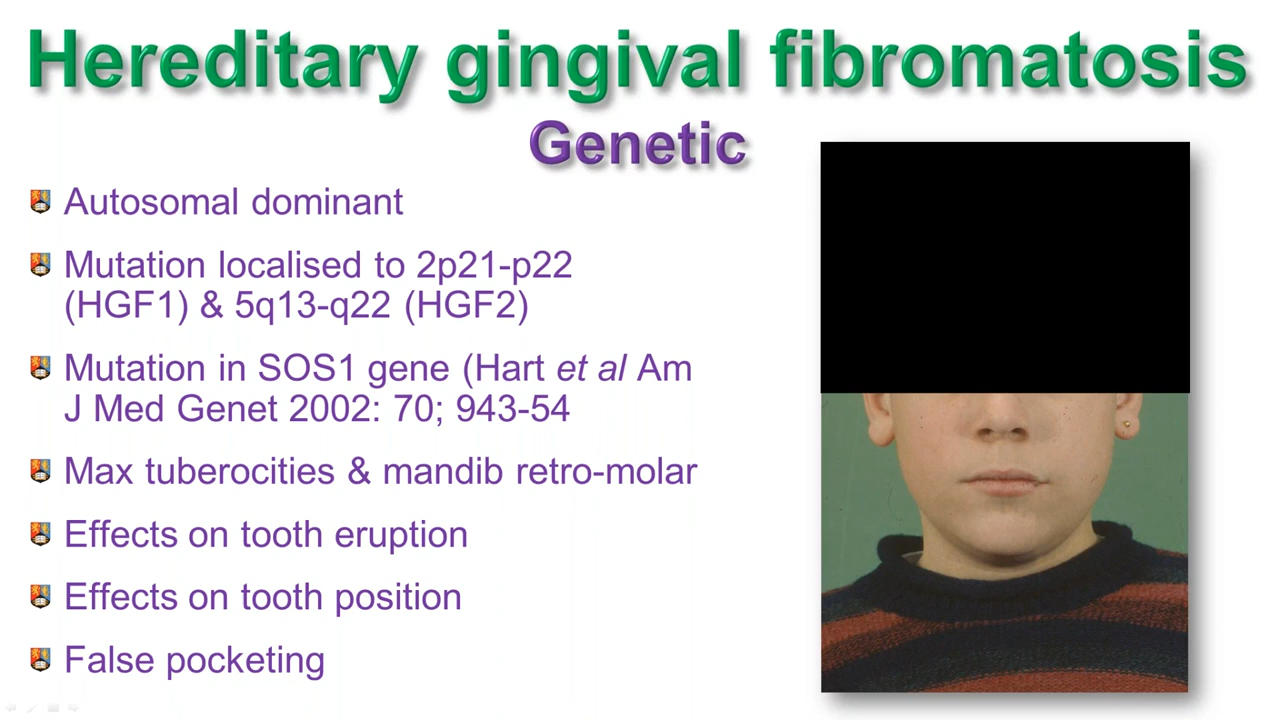 Hereditary gingival fibromatosis
Genetic
Autosomal dominant
Mutation localised to 2p21-p22
(HGF1) & 5q13-q22 (HGF2)
Mutation in SOS1 gene (Hart et al Am
J Med Genet 2002: 70; 943-54
Max tuberocities & mandib retro-molar
Effects on tooth eruption
Effects on tooth position
False pocketing